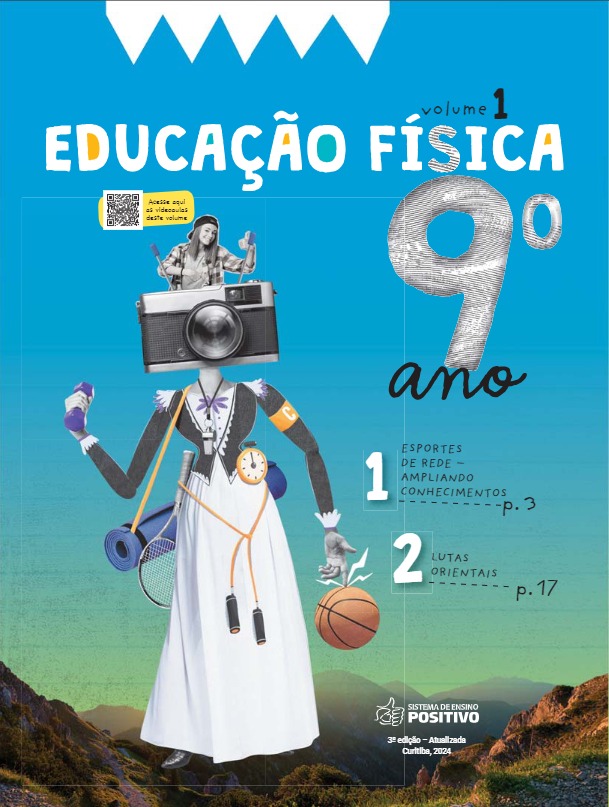 volume 1
EDUCAÇÃO FÍSICA
9º
ano
Acesse aqui
as videoaulas
deste volume
C
1
ESPORTES
DE REDE –
AMPLIANDO
CONHECIMENTOS
p. 3
2
LUTAS
ORIENTAIS
p. 17
SISTEMA DE ENSINO
POSITIVO
3ª edição – Atualizada
Curitiba, 2024